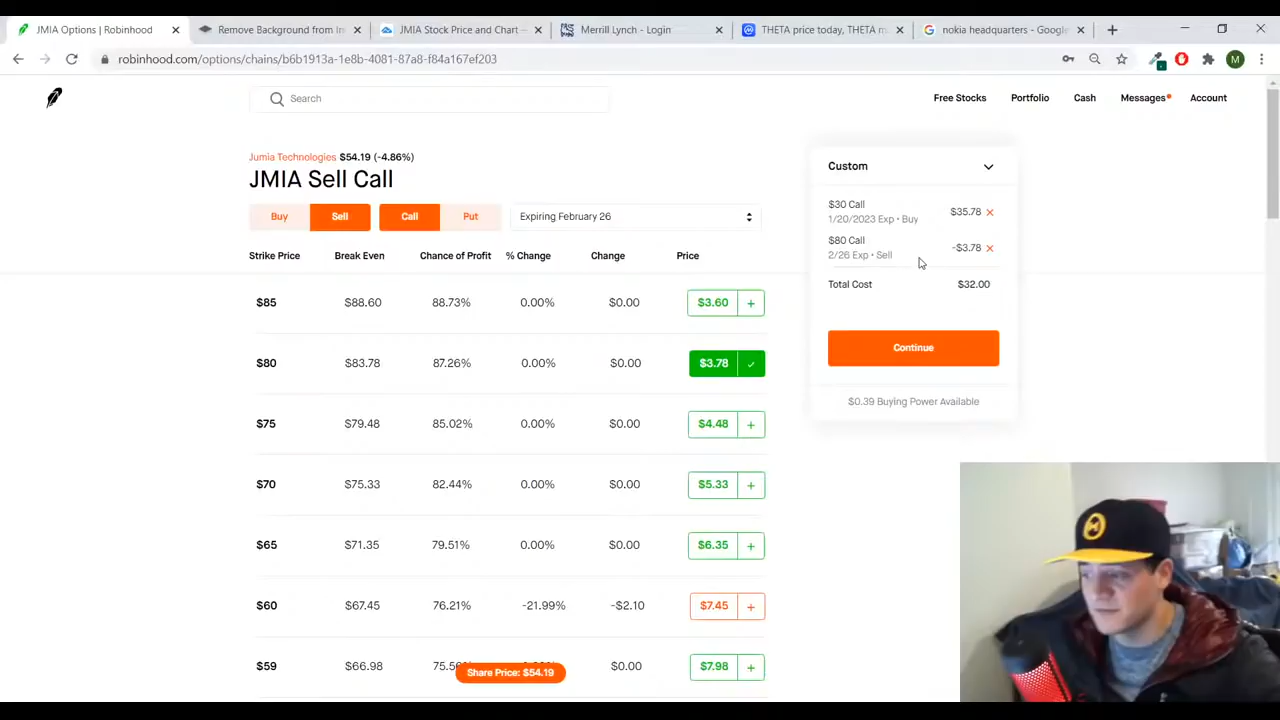 JMIA Options | Robinhood
Remove Background from Im
JMIA Stock Price and Chart —
Merrill Lynch - Login
THETA price today, THETA m
nokia headquarters - Google
robinhood.com/options/chains/b6b1913a-1e8b-4081-87a8-f84a167ef203
M
Search
Free Stocks
Portfolio
Cash
Messages
Account
Jumia Technologies $54.19 (-4.86%)
JMIA Sell Call
Buy Sell Call Put Expiring February 26
Strike Price Break Even Chance of Profit % Change Change Price
$85 $88.60 88.73% 0.00% $0.00 $3.60 +
$80 $83.78 87.26% 0.00% $0.00 $3.78
$75 $79.48 85.02% 0.00% $0.00 $4.48 +
$70 $75.33 82.44% 0.00% $0.00 $5.33 +
$65 $71.35 79.51% 0.00% $0.00 $6.35 +
$60 $67.45 76.21% -21.99% -$2.10 $7.45 +
$59 $66.98 $0.00 $7.98 +
Share Price: $54.19
Custom
$30 Call $35.78
1/20/2023 Exp • Buy
$80 Call -$3.78
2/26 Exp • Sell
Total Cost $32.00
Continue
$0.39 Buying Power Available